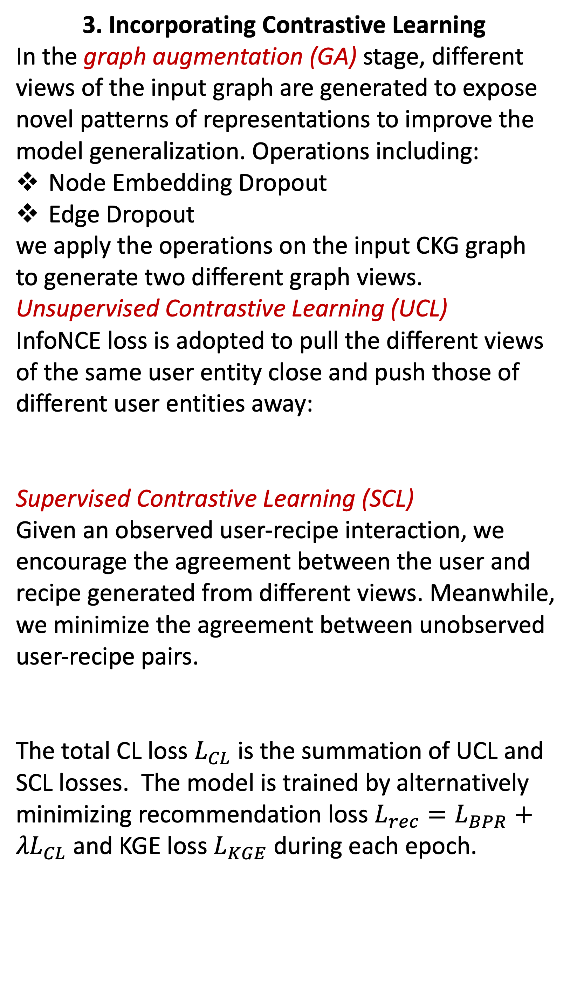 3. Incorporating Contrastive Learning
In the graph augmentation (GA) stage, different
views of the input graph are generated to expose
novel patterns of representations to improve the
model generalization. Operations including:
❖ Node Embedding Dropout
❖ Edge Dropout
we apply the operations on the input CKG graph
to generate two different graph views.
Unsupervised Contrastive Learning (UCL)
InfoNCE loss is adopted to pull the different views
of the same user entity close and push those of
different user entities away:
Supervised Contrastive Learning (SCL)
Given an observed user-recipe interaction, we
encourage the agreement between the user and
recipe generated from different views. Meanwhile,
we minimize the agreement between unobserved
user-recipe pairs.
The total CL loss L_{CL} is the summation of UCL and
SCL losses. The model is trained by alternatively
minimizing recommendation loss L_{rec} = L_{BPR} +
λL_{CL} and KGE loss L_{KGE} during each epoch.